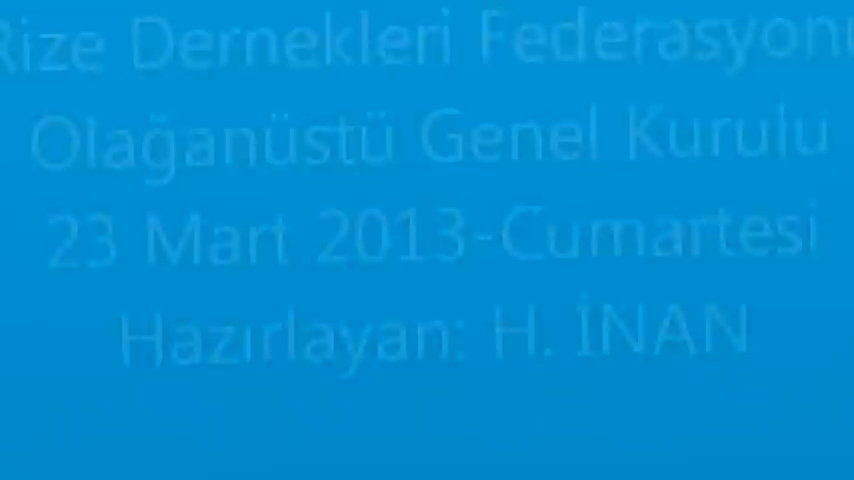 Rize Dernekleri Federasyonu
Olağanüstü Genel Kurulu
23 Mart 2013-Cumartesi
Hazırlayan: H. İNAN